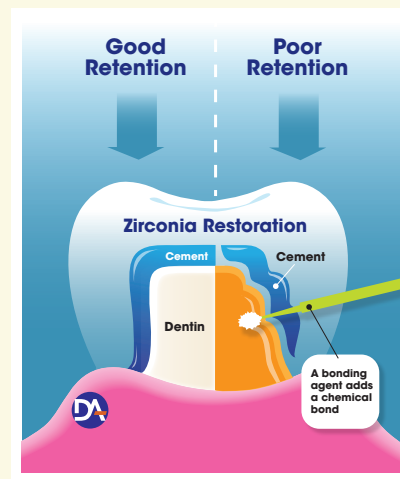 Good
Retention
Poor
Retention
Zirconia Restoration
Cement
Cement
Dentin
A bonding
agent adds
a chemical
bond
DA